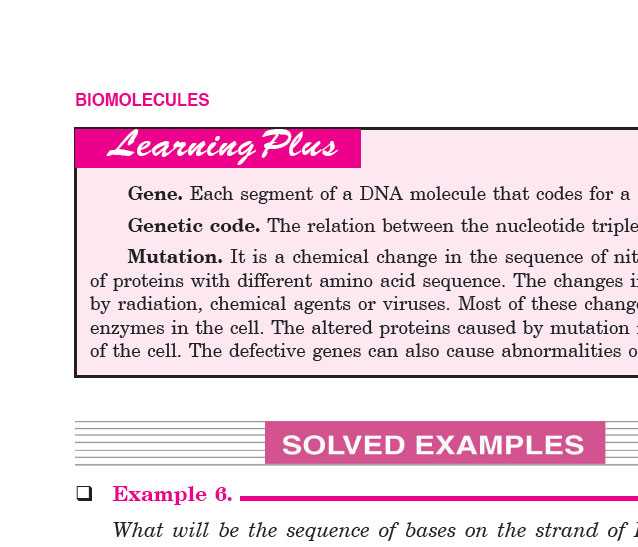 BIOMOLECULES
Learning Plus
Gene. Each segment of a DNA molecule that codes for a
Genetic code. The relation between the nucleotide triple
Mutation. It is a chemical change in the sequence of nit
of proteins with different amino acid sequence. The changes i
by radiation, chemical agents or viruses. Most of these chang
enzymes in the cell. The altered proteins caused by mutation
of the cell. The defective genes can also cause abnormalities o
SOLVED EXAMPLES
❑ Example 6.
What will be the sequence of bases on the strand of